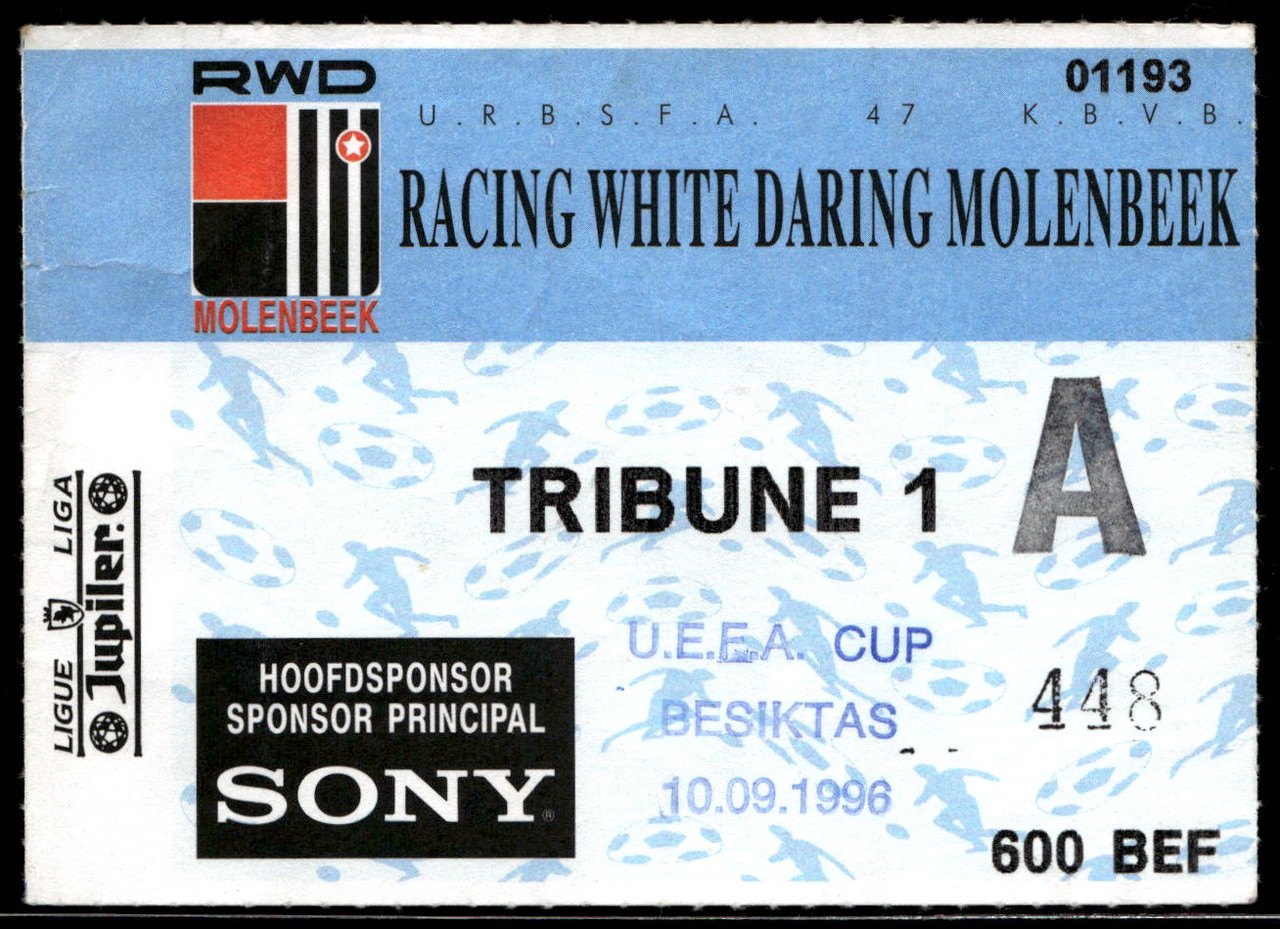 RWD
01193
U.R.B.S.F.A. 47 K.B.V.B.
RACING WHITE DARING MOLENBEEK
MOLENBEEK
TRIBUNE 1
A
LIGUE LIGA
Jupiler.
HOOFDSPONSOR
SPONSOR PRINCIPAL
SONY®
U.E.F.A. CUP
BESIKTAS
10.09.1996
448
600 BEF